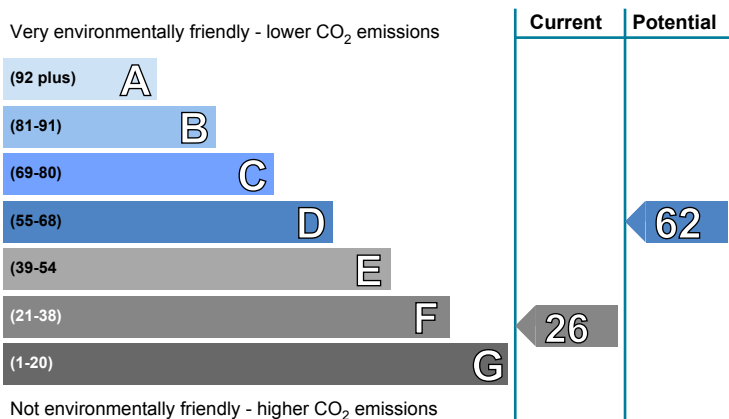 Current Potential
Very environmentally friendly - lower CO₂ emissions
(92 plus) A
(81-91) B
(69-80) C
(55-68) D
62
(39-54 E
(21-38) F
26
(1-20) G
Not environmentally friendly - higher CO₂ emissions